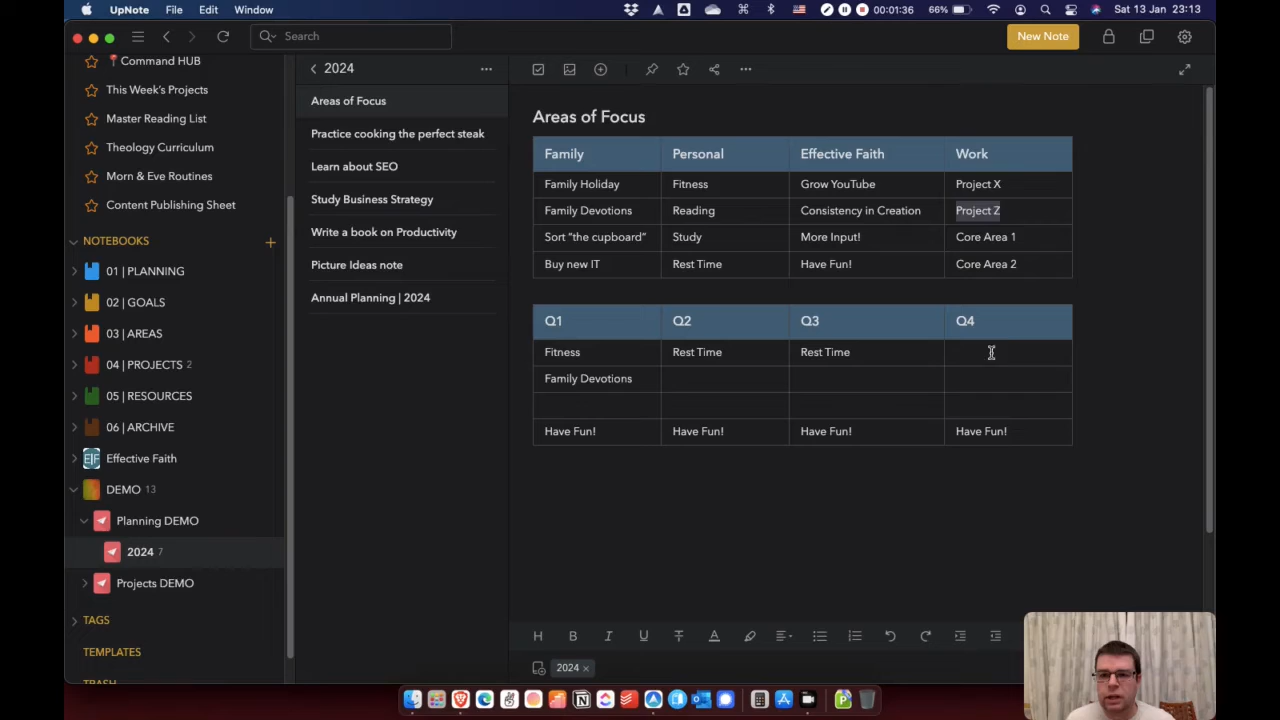 UpNote File Edit Window 00:01:36 66% Sat 13 Jan 23:13
Search
New Note
Command HUB
This Week's Projects
Master Reading List
Theology Curriculum
Morn & Eve Routines
Content Publishing Sheet
NOTEBOOKS
01 | PLANNING
02 | GOALS
03 | AREAS
04 | PROJECTS 2
05 | RESOURCES
06 | ARCHIVE
E|F Effective Faith
DEMO 13
Planning DEMO
2024 7
Projects DEMO
TAGS
TEMPLATES
TRASH
2024
Areas of Focus
Practice cooking the perfect steak
Learn about SEO
Study Business Strategy
Write a book on Productivity
Picture Ideas note
Annual Planning | 2024
Areas of Focus
Family Personal Effective Faith Work
Family Holiday Fitness Grow YouTube Project X
Family Devotions Reading Consistency in Creation Project Z
Sort “the cupboard” Study More Input! Core Area 1
Buy new IT Rest Time Have Fun! Core Area 2
Q1 Q2 Q3 Q4
Fitness Rest Time Rest Time
Family Devotions
Have Fun! Have Fun! Have Fun! Have Fun!
H B I U T A
2024 ×